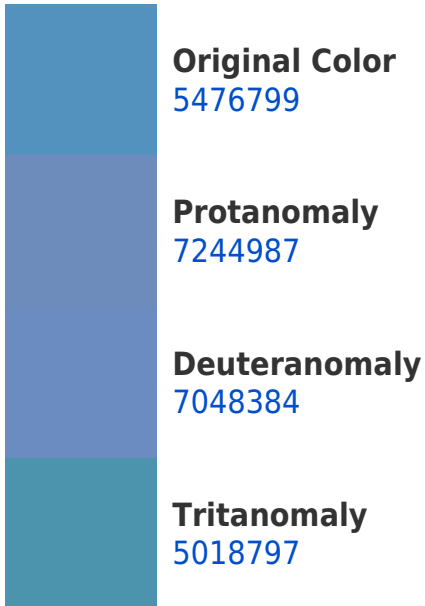 Original Color
5476799
Protanomaly
7244987
Deuteranomaly
7048384
Tritanomaly
5018797